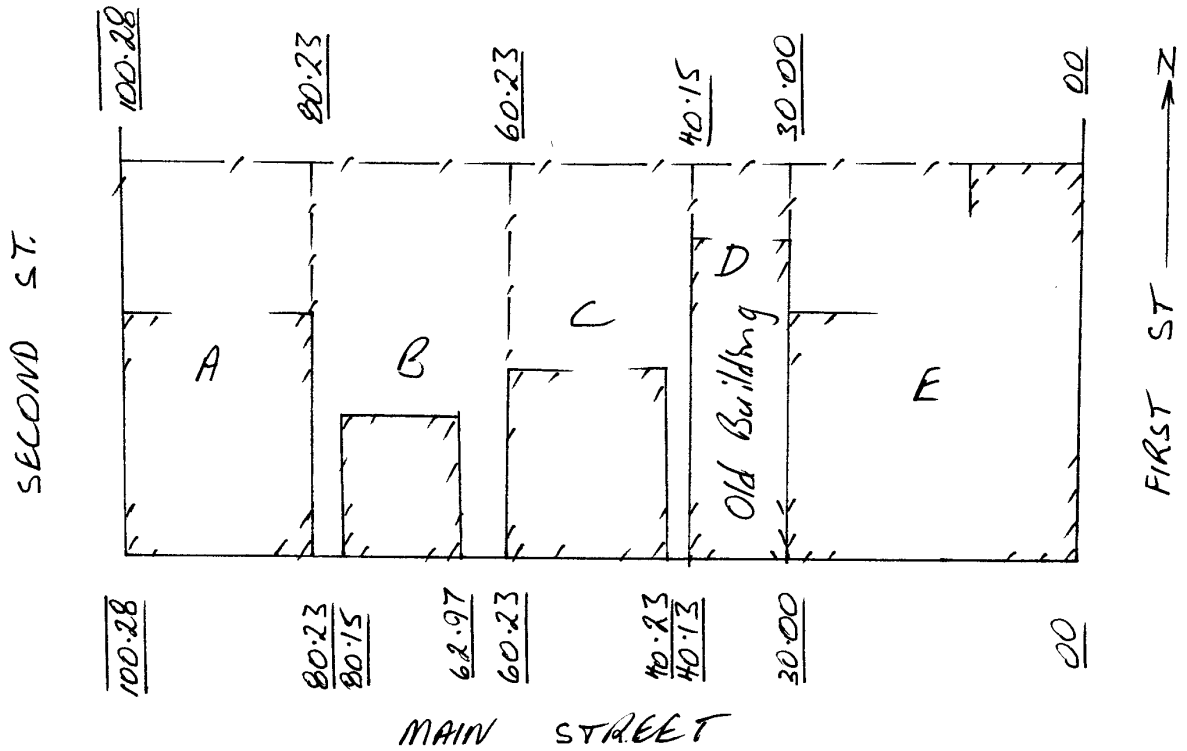 100.28
80.23
60.23
40.15
30.00
00
SECOND ST.
A
B
C
D
Old Building
E
FIRST ST
N
100.28
80.23
80.15
62.97
60.23
40.23
40.13
30.00
00
MAIN STREET